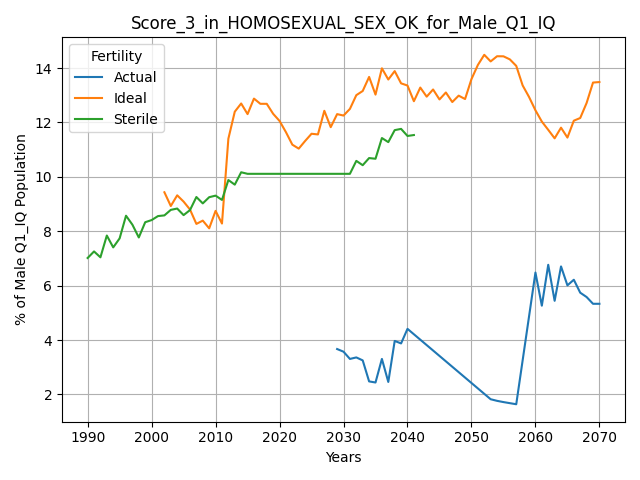 Score_3_in_HOMOSEXUAL_SEX_OK_for_Male_Q1_IQ
Fertility
Actual
Ideal
Sterile
% of Male Q1_IQ Population
14
12
10
8
6
4
2
1990 2000 2010 2020 2030 2040 2050 2060 2070
Years